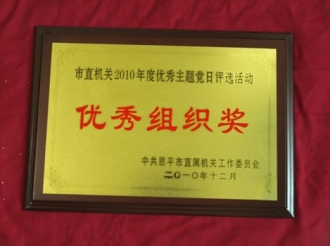 市直机关2010年度优秀主题党日评选活动
优秀组织奖
中共恩平市直属机关工作委员会
二〇一〇年十二月